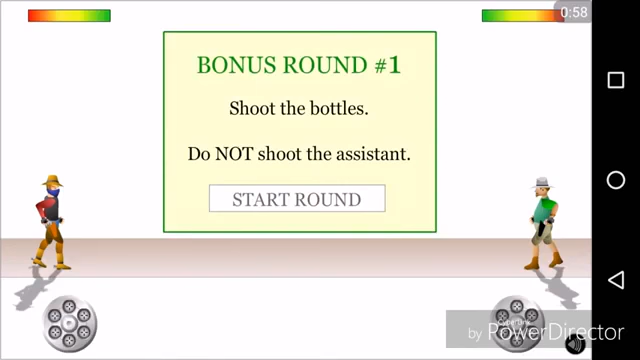 0:58
BONUS ROUND #1
Shoot the bottles.
Do NOT shoot the assistant.
START ROUND
by PowerDirector